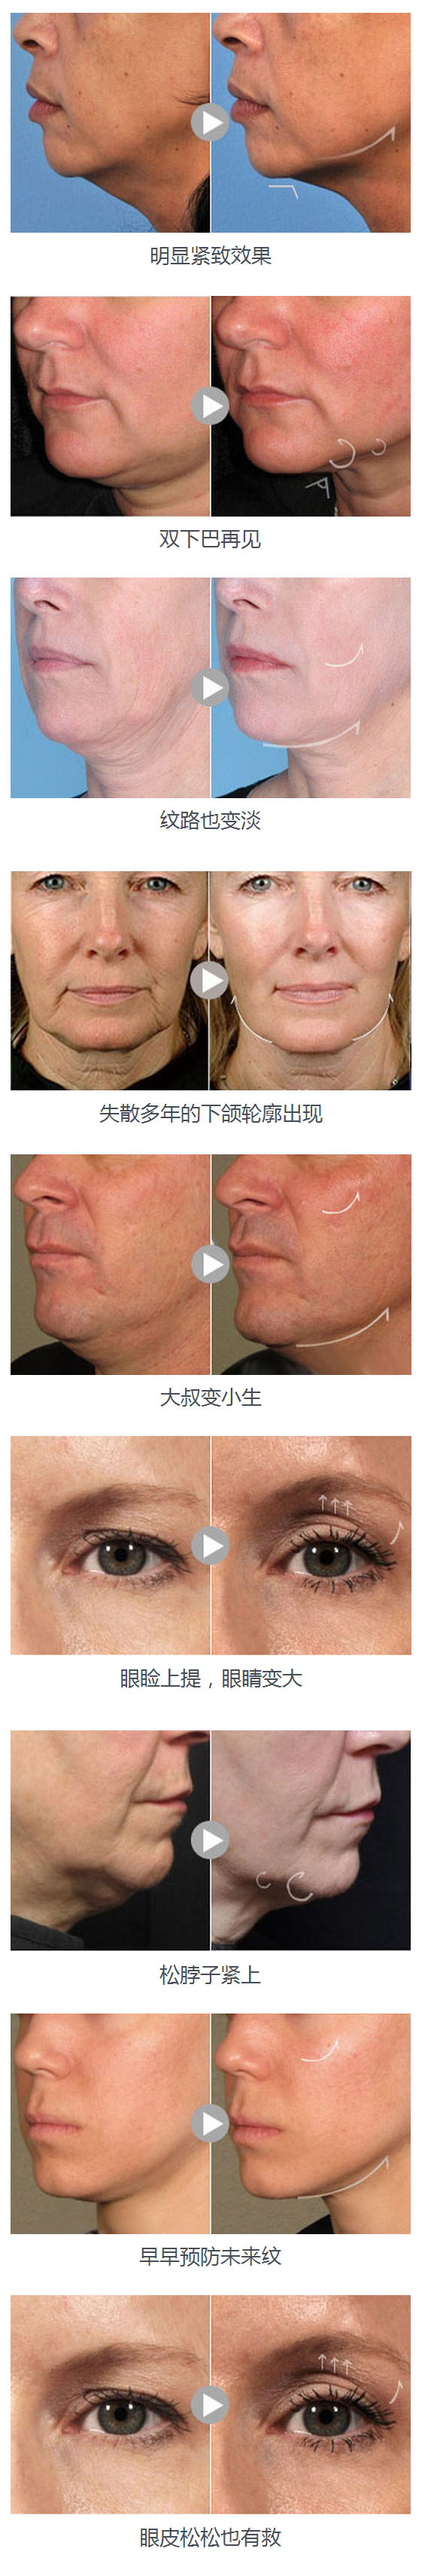 明显紧致效果
双下巴再见
纹路也变淡
失散多年的下颌轮廓出现
大叔变小生
眼睑上提，眼睛变大
松脖子紧上
早早预防未来纹
眼皮松松也有救